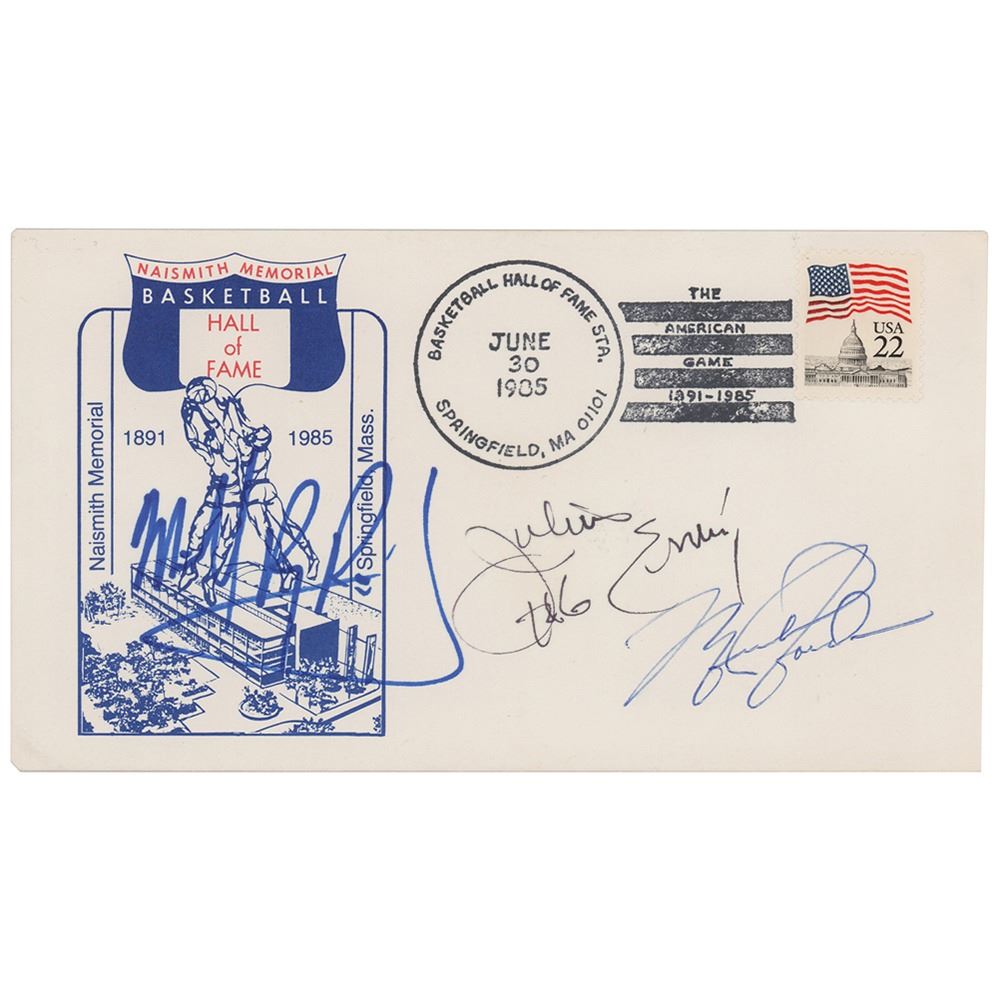 NAISMITH MEMORIAL
BASKETBALL
HALL
of
FAME
1891 1985
Naismith Memorial
Springfield, Mass.
BASKETBALL HALL OF FAME STA.
JUNE
30
1985
SPRINGFIELD, MA 01101
THE
AMERICAN
GAME
1891-1985
USA
22
Julius Erving
#6